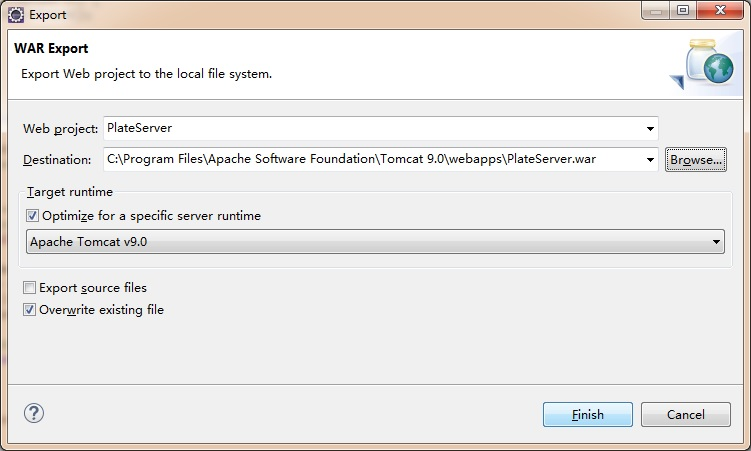 Export
WAR Export
Export Web project to the local file system.
Web project: PlateServer
Destination: C:\Program Files\Apache Software Foundation\Tomcat 9.0\webapps\PlateServer.war Browse...
Target runtime
Optimize for a specific server runtime
Apache Tomcat v9.0
Export source files
Overwrite existing file
? Finish Cancel